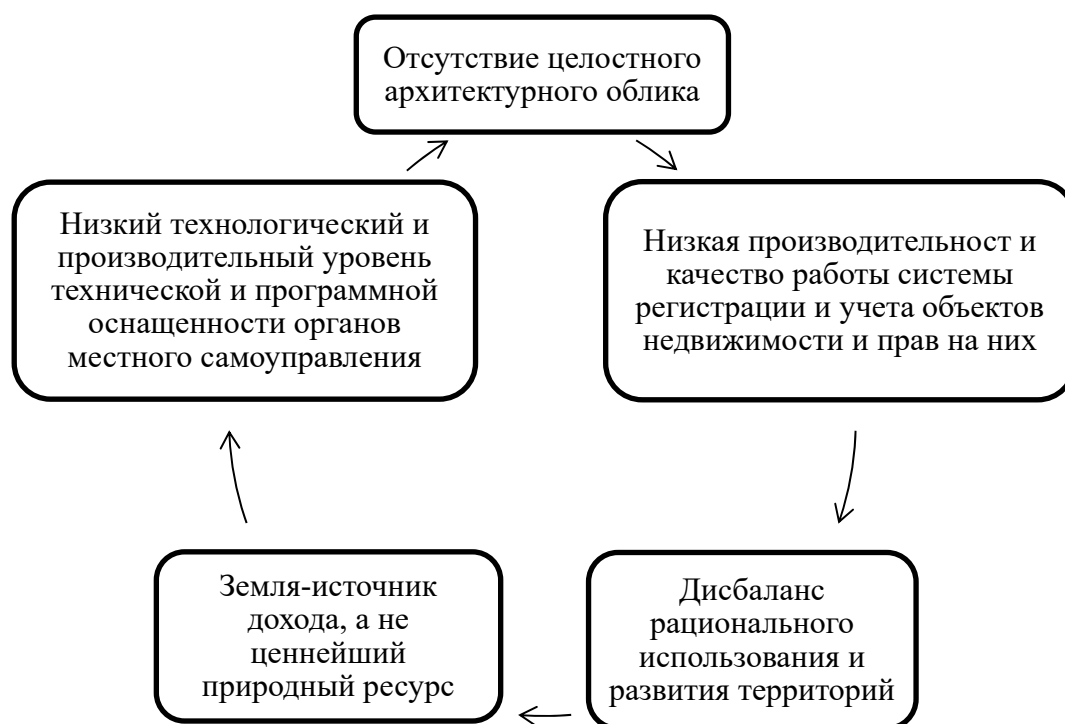 Отсутствие целостного
архитектурного облика
Низкая производительност и
качество работы системы
регистрации и учета объектов
недвижимости и прав на них
Дисбаланс
рационального
использования и
развития территорий
Земля-источник
дохода, а не
ценнейший
природный ресурс
Низкий технологический и
производительный уровень
технической и программной
оснащенности органов
местного самоуправления